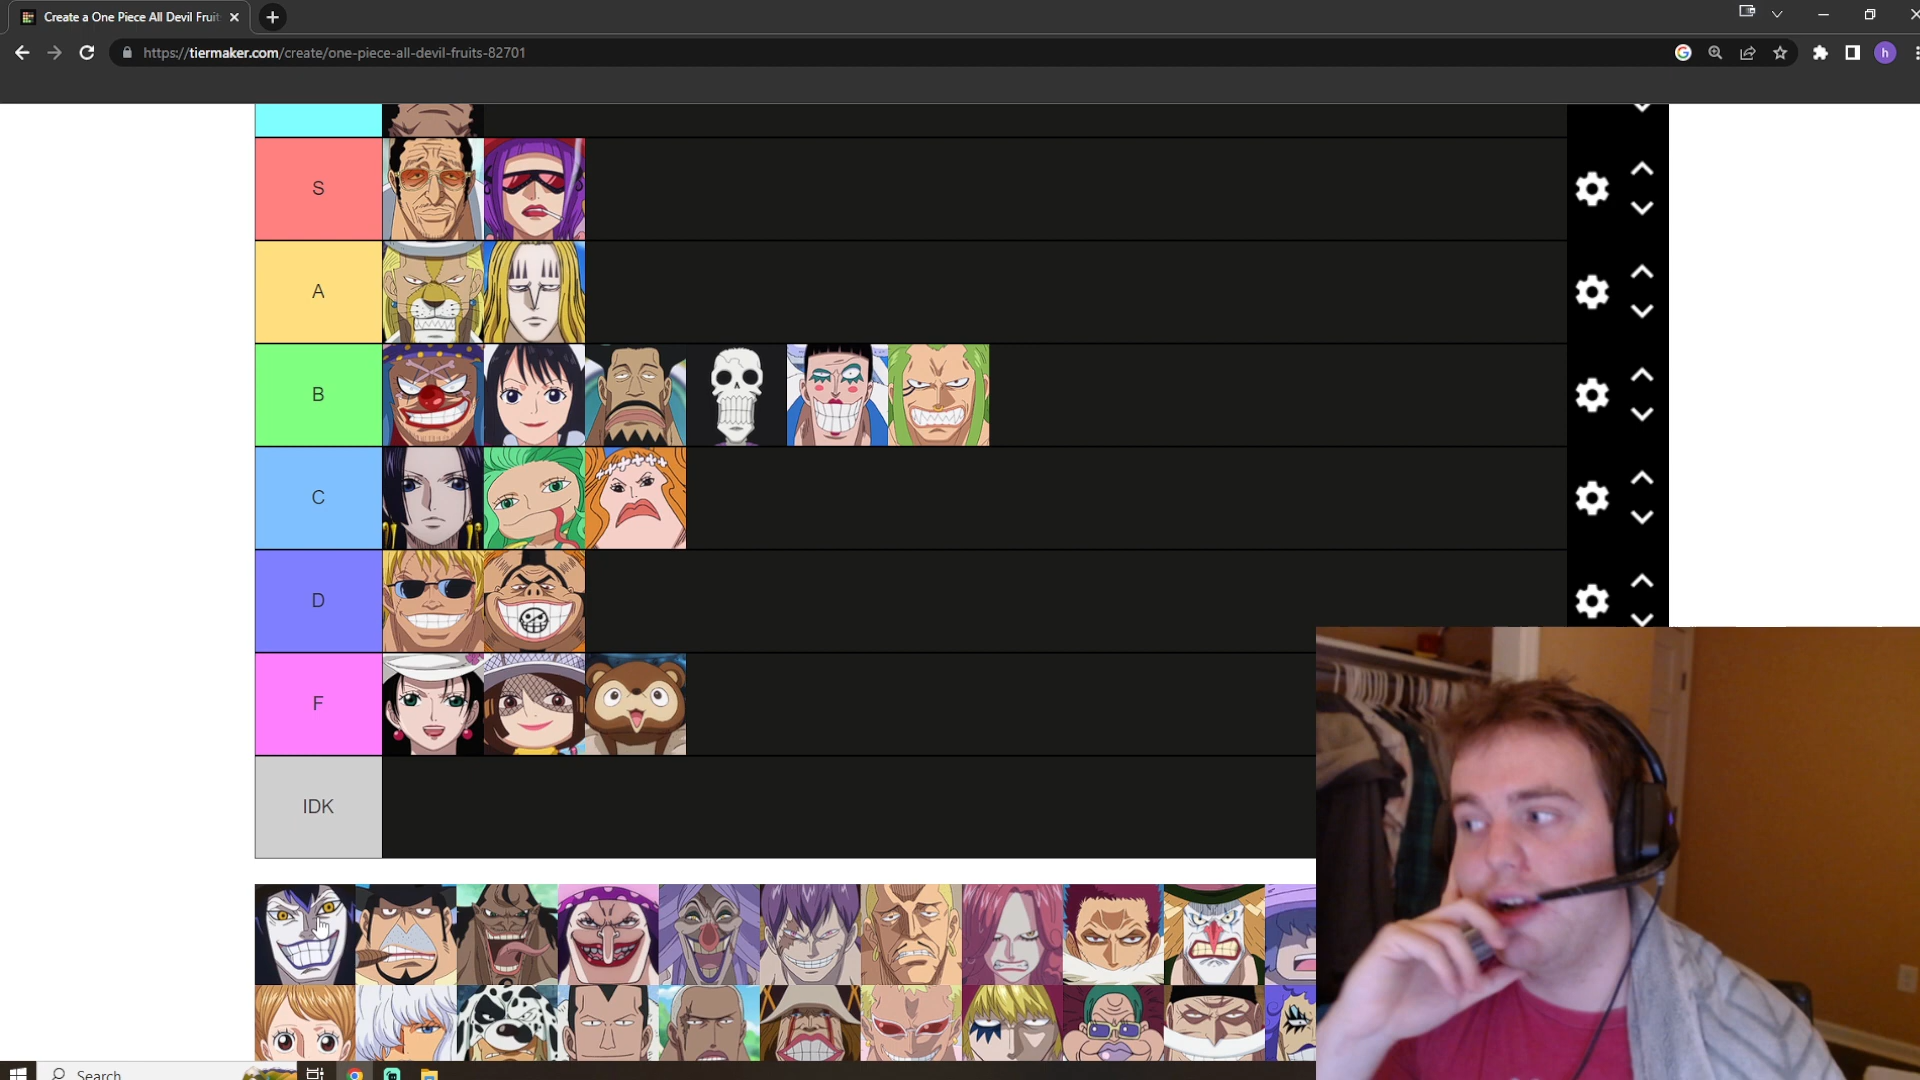 Create a One Piece All Devil Fruit
https://tiermaker.com/create/one-piece-all-devil-fruits-82701
h
S
A
B
C
D
F
IDK
Search